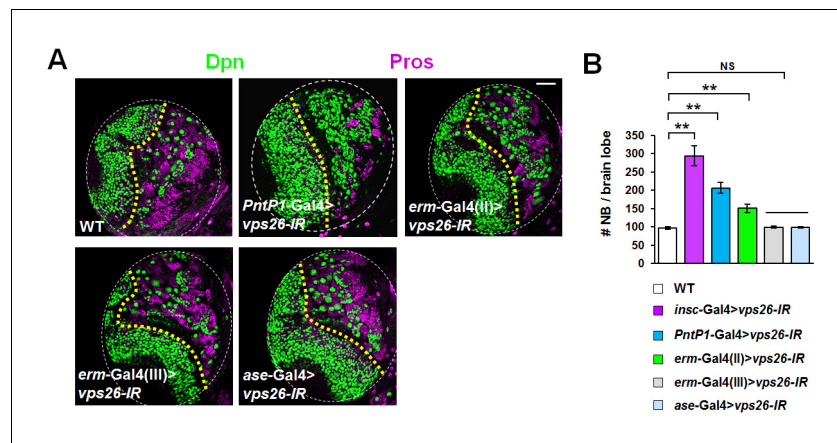 A
Dpn
Pros
WT
PntP1-Gal4>
vps26-IR
erm-Gal4(II)>
vps26-IR
erm-Gal4(III)>
vps26-IR
ase-Gal4>
vps26-IR
B
NS
**
**
**
# NB / brain lobe
350
300
250
200
150
100
50
0
WT
insc-Gal4>vps26-IR
PntP1-Gal4>vps26-IR
erm-Gal4(II)>vps26-IR
erm-Gal4(III)>vps26-IR
ase-Gal4>vps26-IR